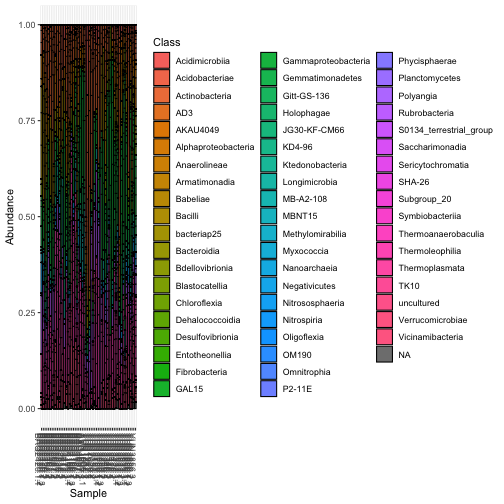 Class
Acidimicrobiia
Acidobacteriae
Actinobacteria
AD3
AKAU4049
Alphaproteobacteria
Anaerolineae
Armatimonadia
Babeliae
Bacilli
bacteriap25
Bacteroidia
Bdellovibrionia
Blastocatellia
Chloroflexia
Dehalococcoidia
Desulfovibrionia
Entotheonellia
Fibrobacteria
GAL15
Gammaproteobacteria
Gemmatimonadetes
Gitt-GS-136
Holophagae
JG30-KF-CM66
KD4-96
Ktedonobacteria
Longimicrobia
MB-A2-108
MBNT15
Methylomirabilia
Myxococcia
Nanoarchaeia
Negativicutes
Nitrososphaeria
Nitrospiria
Oligoflexia
OM190
Omnitrophia
P2-11E
Phycisphaerae
Planctomycetes
Polyangia
Rubrobacteria
S0134_terrestrial_group
Saccharimonadia
Sericytochromatia
SHA-26
Subgroup_20
Symbiobacteriia
Thermoanaerobaculia
Thermoleophilia
Thermoplasmata
TK10
uncultured
Verrucomicrobiae
Vicinamibacteria
NA
1.00
0.75
0.50
0.25
0.00
Abundance
Sample